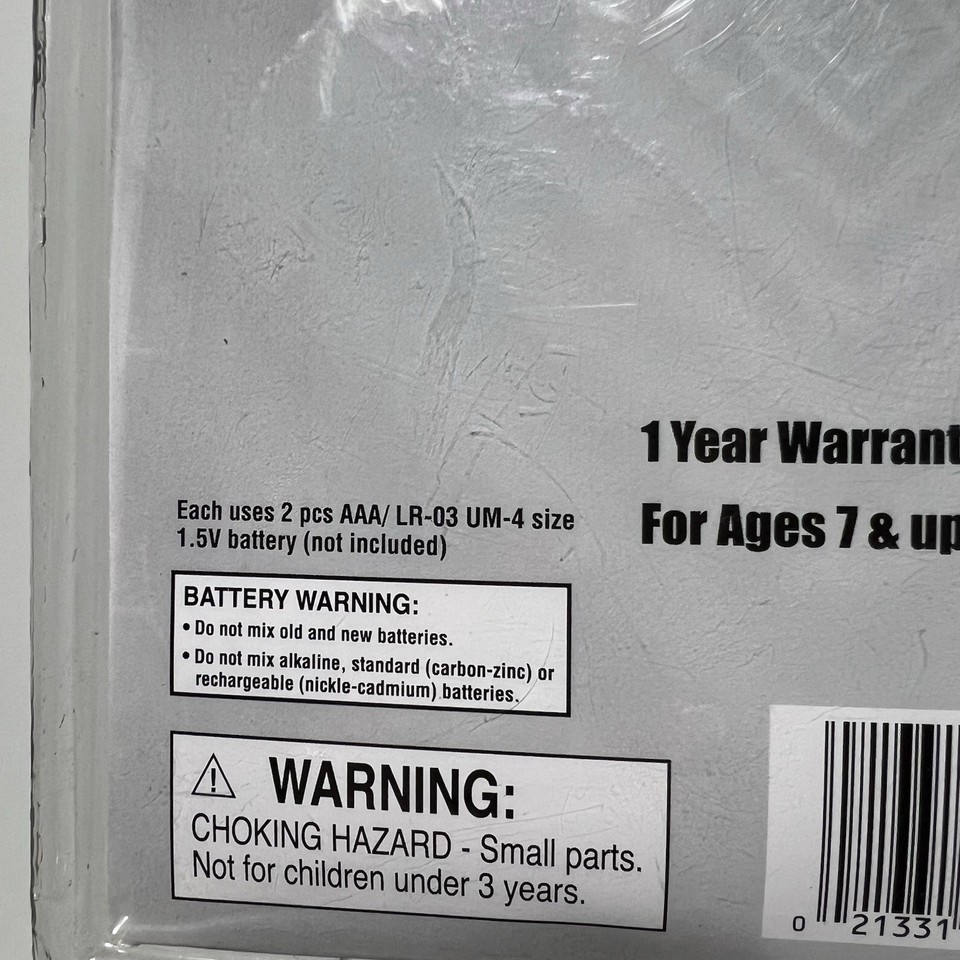 1 Year Warrant
For Ages 7 & up
Each uses 2 pcs AAA/ LR-03 UM-4 size
1.5V battery (not included)
BATTERY WARNING:
• Do not mix old and new batteries.
• Do not mix alkaline, standard (carbon-zinc) or
rechargeable (nickle-cadmium) batteries.
WARNING:
CHOKING HAZARD - Small parts.
Not for children under 3 years.
0 21331